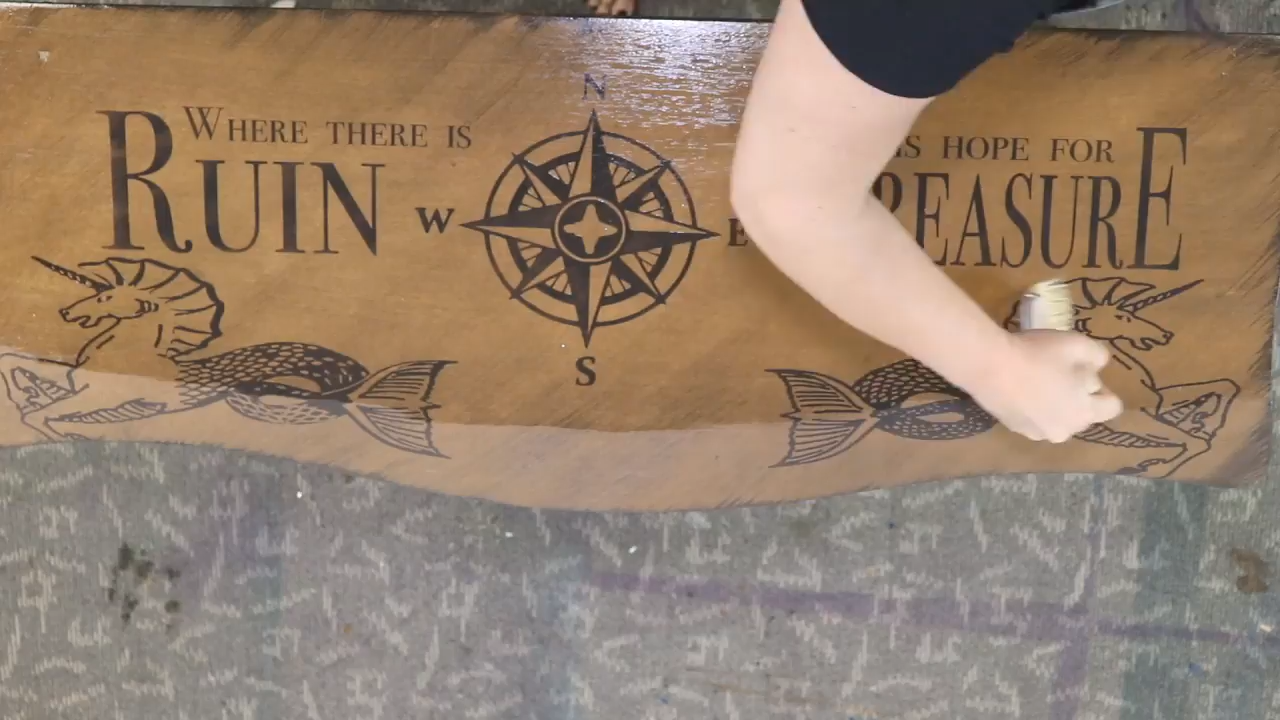 N
WHERE THERE IS
RUIN
W
S
E
IS HOPE FOR
REASURE